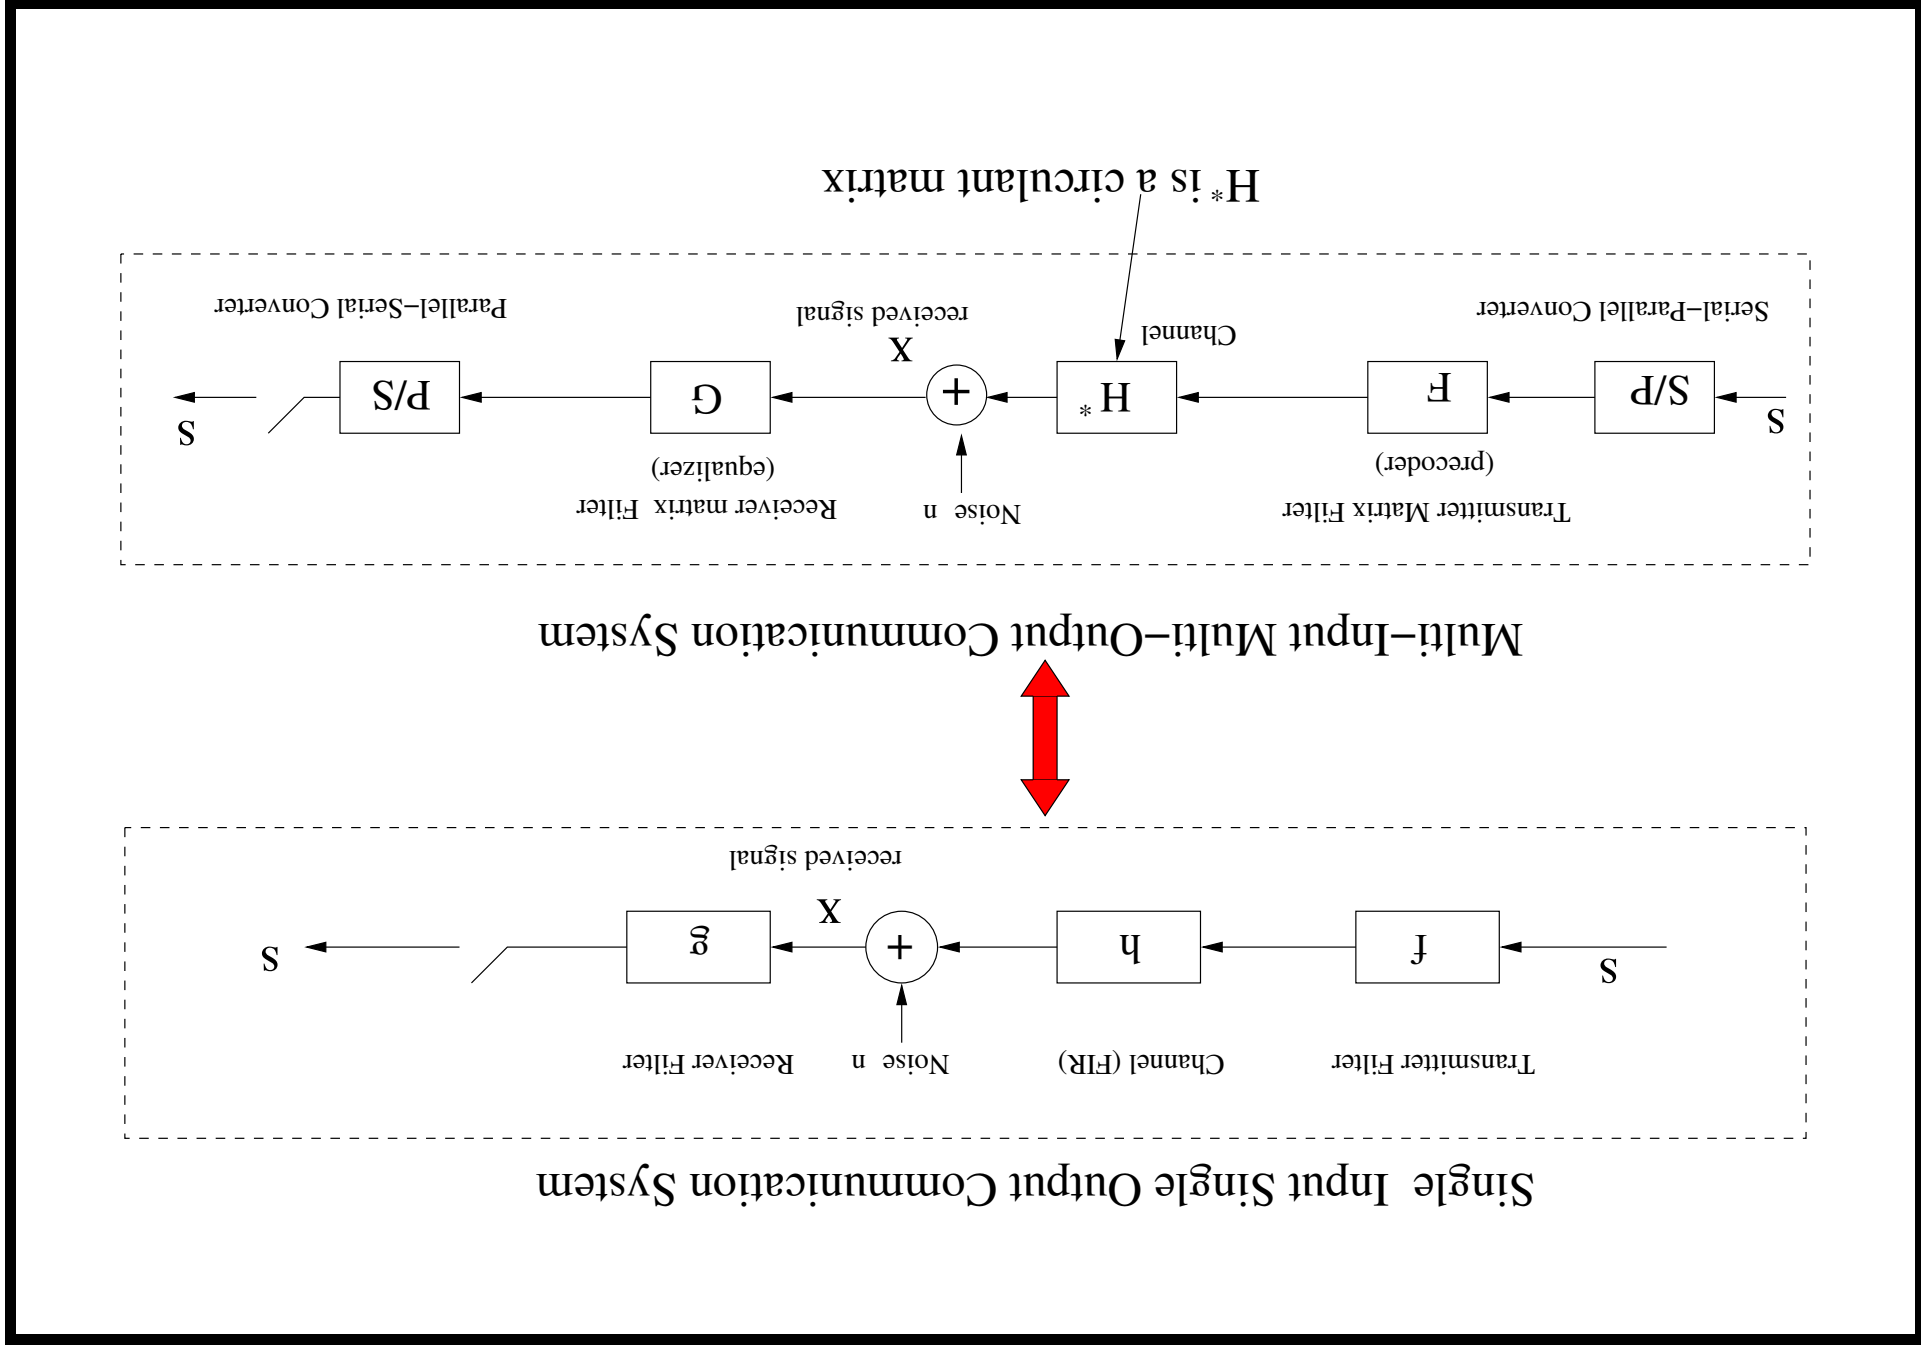 Single Input Single Output Communication System
Transmitter Filter
Channel (FIR)
Noise n
Receiver Filter
S
f
h
+
X
g
S
received signal
Multi–Input Multi–Output Communication System
Transmitter Matrix Filter
(precoder)
Noise n
Receiver matrix Filter
(equalizer)
S
S/P
F
H*
+
X
G
P/S
S
Serial–Parallel Converter
Channel
received signal
Parallel–Serial Converter
H* is a circulant matrix